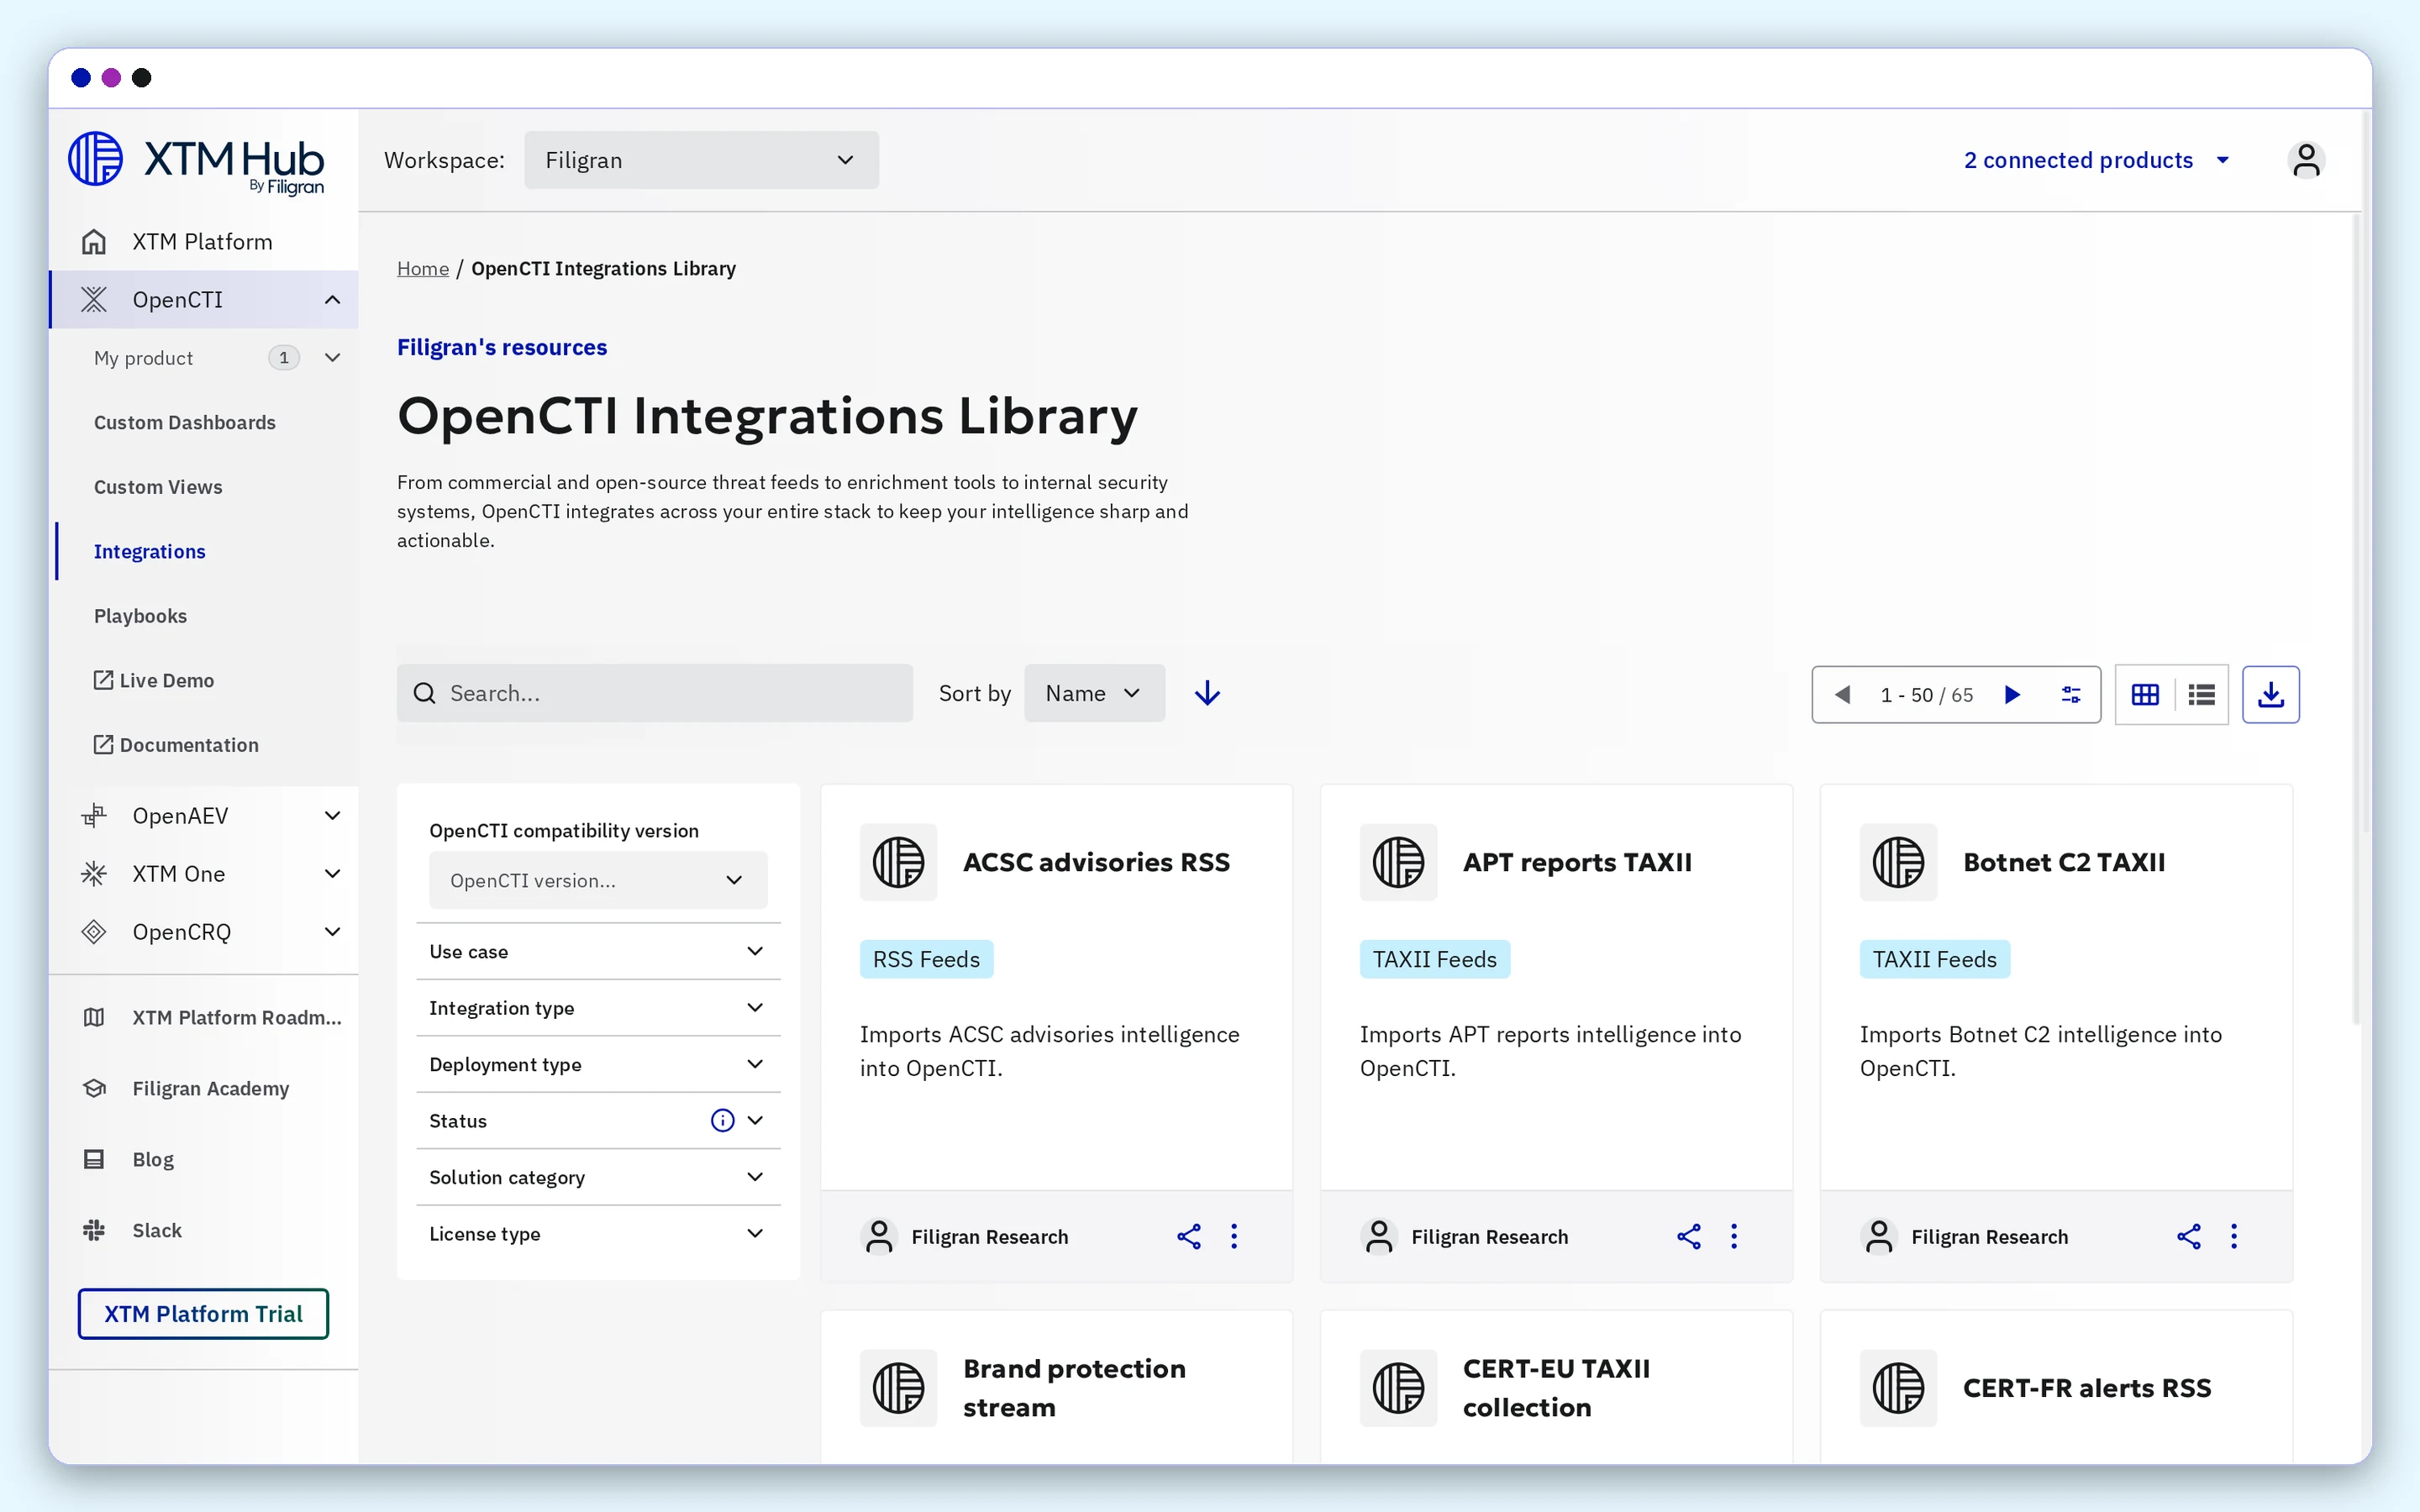 XTM Hub
By Filigran
Workspace:
Filigran
2 connected products
XTM Platform
OpenCTI
My product
1
Custom Dashboards
Custom Views
Integrations
Playbooks
Live Demo
Documentation
OpenAEV
XTM One
OpenCRQ
XTM Platform Roadm...
Filigran Academy
Blog
Slack
XTM Platform Trial
Home / OpenCTI Integrations Library
Filigran's resources
OpenCTI Integrations Library
From commercial and open-source threat feeds to enrichment tools to internal security
systems, OpenCTI integrates across your entire stack to keep your intelligence sharp and
actionable.
Search...
Sort by
Name
1 - 50 / 65
OpenCTI compatibility version
OpenCTI version...
Use case
Integration type
Deployment type
Status
Solution category
License type
ACSC advisories RSS
RSS Feeds
Imports ACSC advisories intelligence
into OpenCTI.
Filigran Research
APT reports TAXII
TAXII Feeds
Imports APT reports intelligence into
OpenCTI.
Filigran Research
Botnet C2 TAXII
TAXII Feeds
Imports Botnet C2 intelligence into
OpenCTI.
Filigran Research
Brand protection
stream
CERT-EU TAXII
collection
CERT-FR alerts RSS